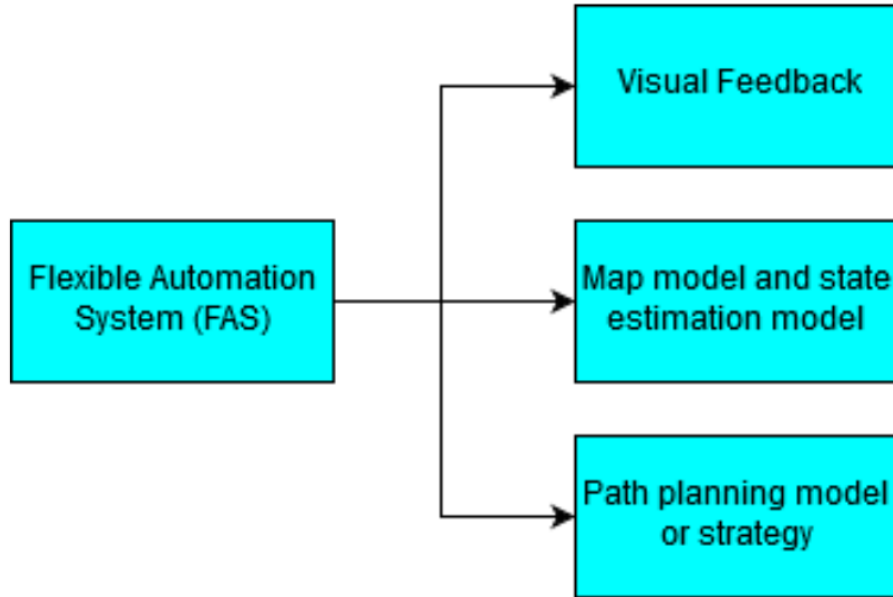 Visual Feedback
Flexible Automation
System (FAS)
Map model and state
estimation model
Path planning model
or strategy